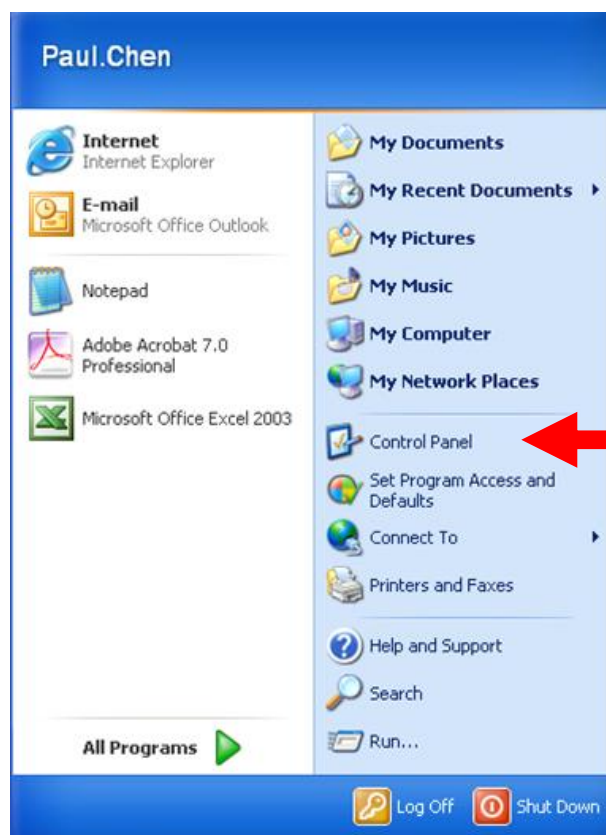 Paul.Chen
Internet
Internet Explorer
E-mail
Microsoft Office Outlook
Notepad
Adobe Acrobat 7.0
Professional
Microsoft Office Excel 2003
All Programs
My Documents
My Recent Documents
My Pictures
My Music
My Computer
My Network Places
Control Panel
Set Program Access and
Defaults
Connect To
Printers and Faxes
Help and Support
Search
Run...
Log Off
Shut Down